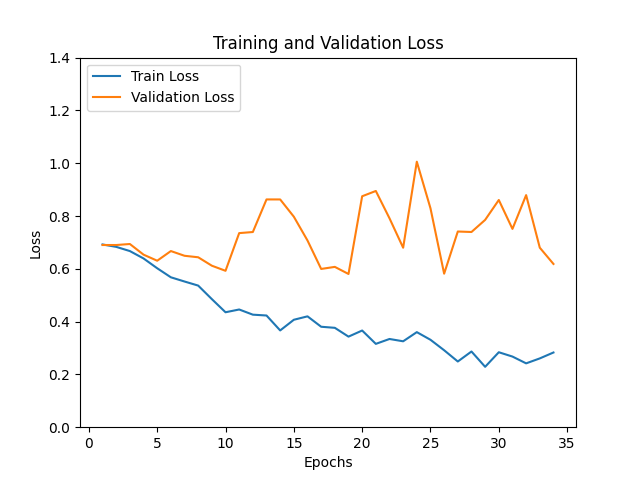 Training and Validation Loss
Train Loss
Validation Loss
Loss
1.4
1.2
1.0
0.8
0.6
0.4
0.2
0.0
0 5 10 15 20 25 30 35
Epochs